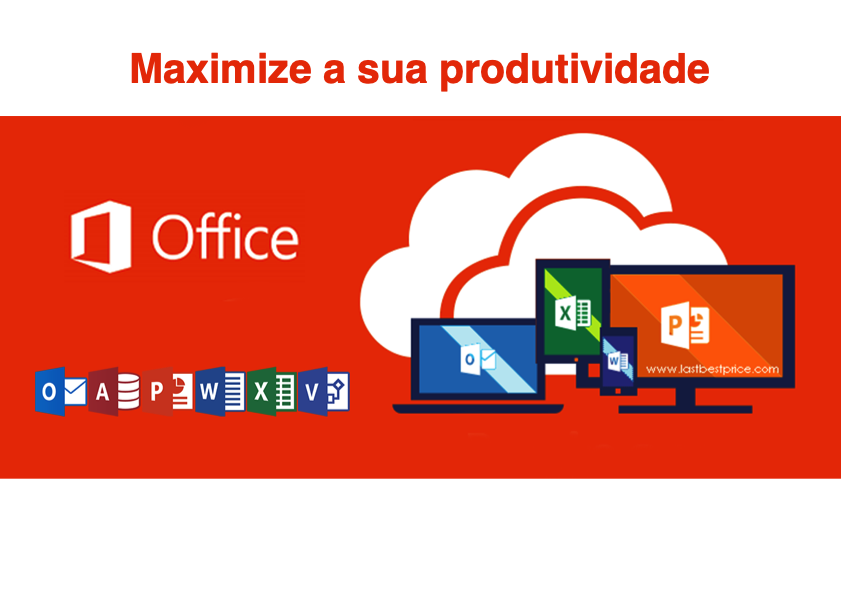 Maximize a sua produtividade
Office
O A P W X V
O
X
W
P
www.lastbestprice.com